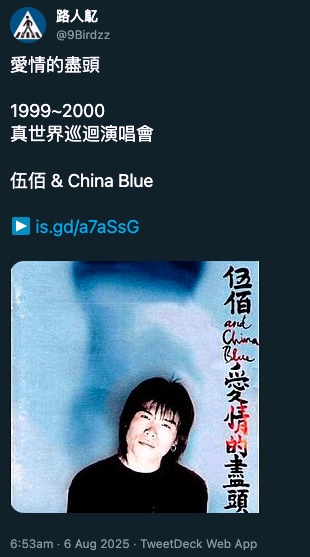 路人虴
@9Birdzz
愛情的盡頭
1999~2000
真世界巡迴演唱會
伍佰 & China Blue
is.gd/a7aSsG
伍佰
and
China
Blue
愛情的盡頭
6:53am · 6 Aug 2025 · TweetDeck Web App